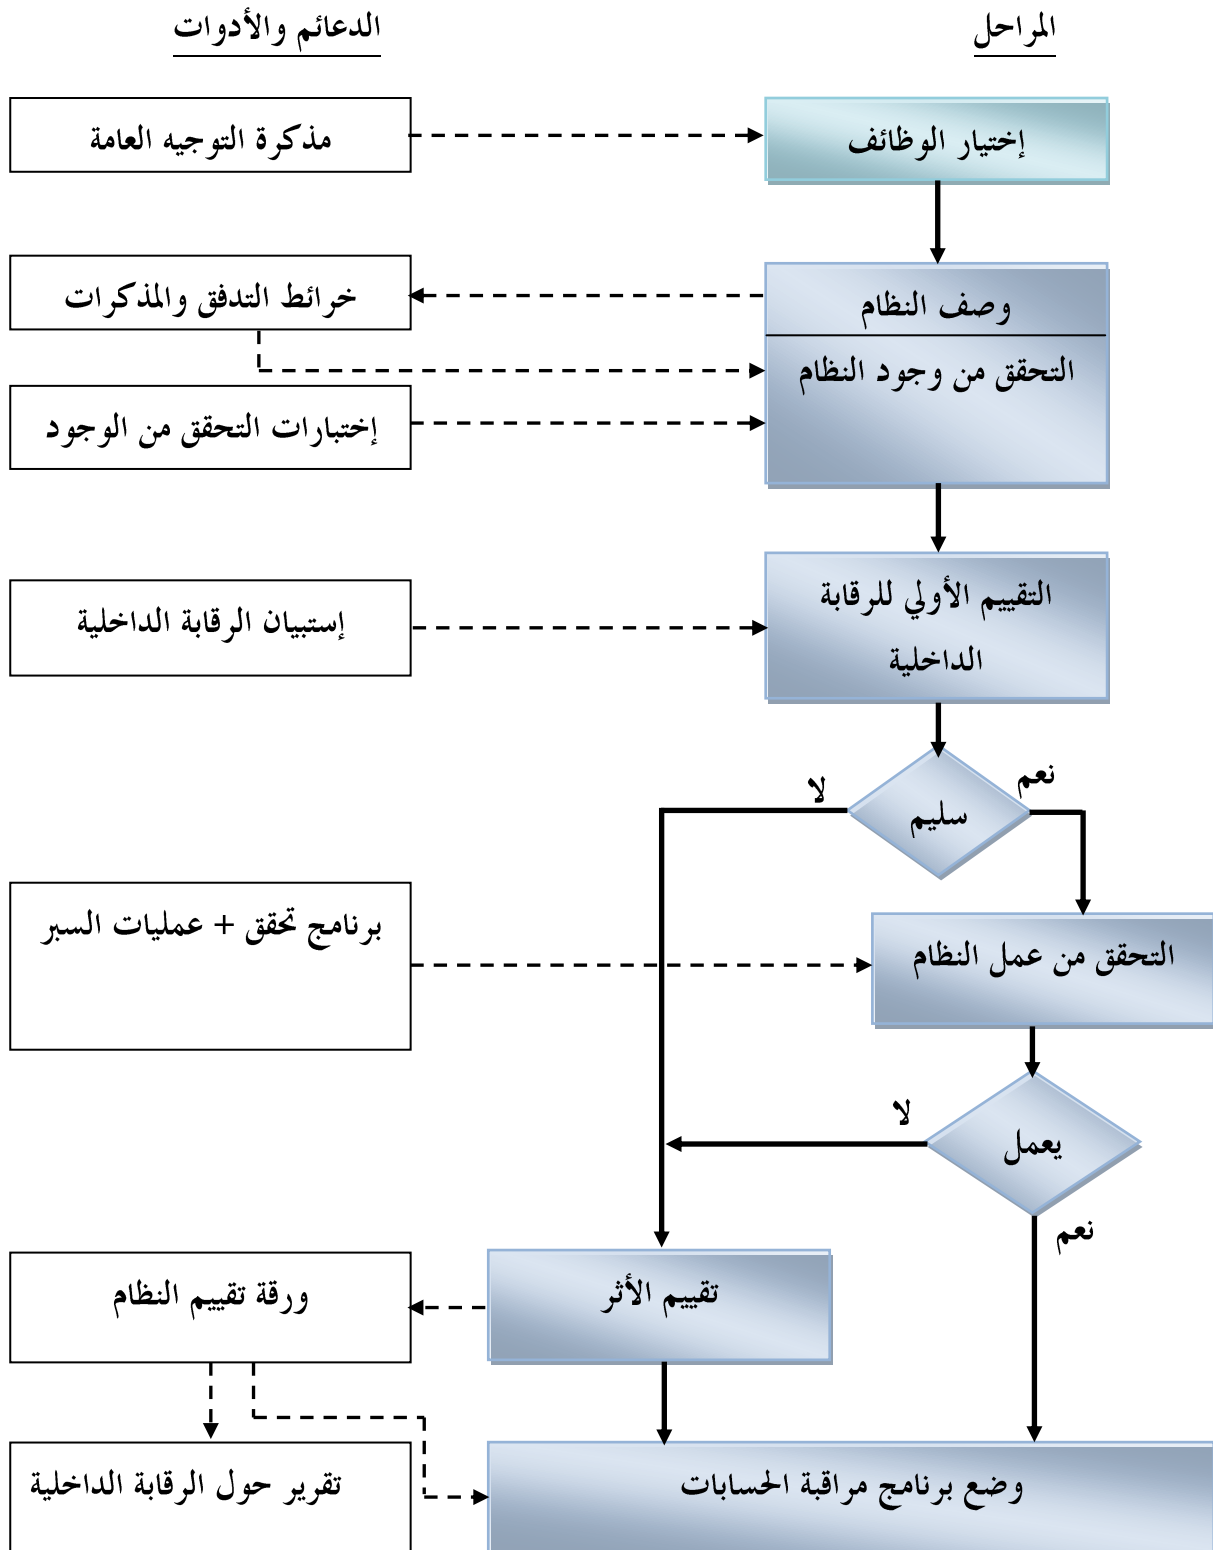 المراحل
الدعائم والأدوات
إختيار الوظائف
مذكرة التوجيه العامة
وصف النظام
خرائط التدفق والمذكرات
التحقق من وجود النظام
إختبارات التحقق من الوجود
التقييم الأولي للرقابة
الداخلية
إستبيان الرقابة الداخلية
نعم
لا
سليم
برنامج تحقق + عمليات السبر
التحقق من عمل النظام
لا
يعمل
نعم
تقييم الأثر
ورقة تقييم النظام
وضع برنامج مراقبة الحسابات
تقرير حول الرقابة الداخلية